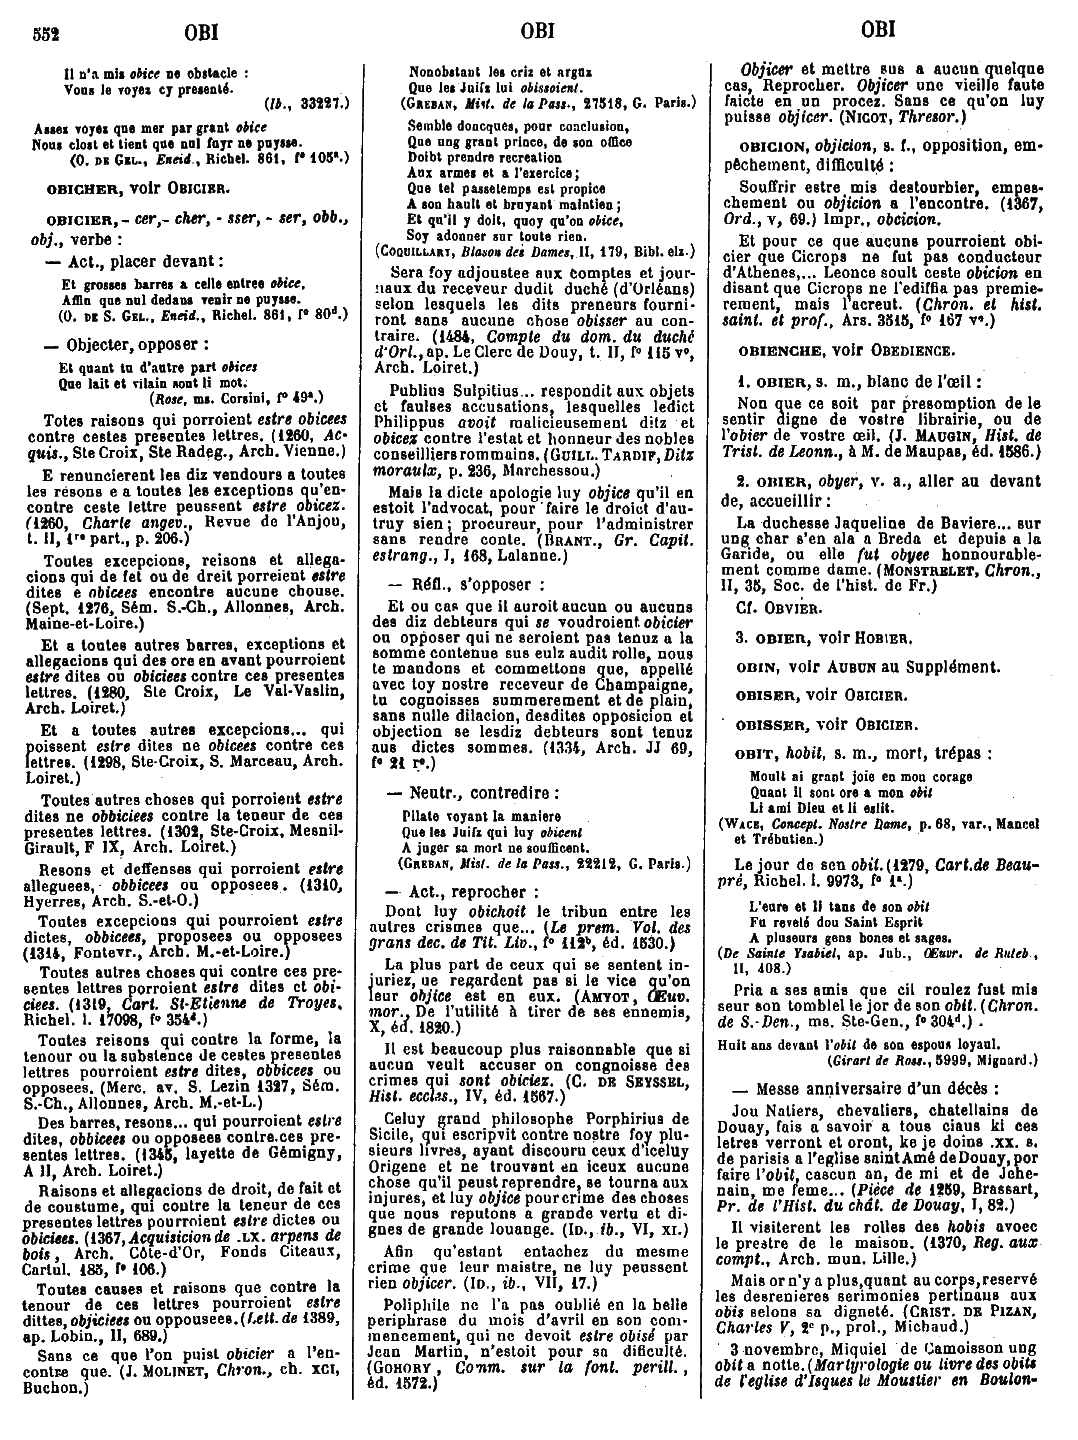 552 OBI OBI OBI
Il n'a mis obice ne obstacle :
Vous le voyez cy presenté.
(Ib., 33227.)
Assez voyez que mer par grant obice
Nous clost et tient que nul fuyr ne puysse.
(O. DE S. GEL., Eneid., Richel. 861, f° 105ª.)
OBICHER, voir OBICIER.
OBICIER, - cer, - cher, - sser, - ser, obb.,
obj., verbe :
— Act., placer devant :
Et grosses barres a celle entree obice,
Affin que nul dedans venir ne puysse.
(O. DE S. GEL., Eneid., Richel. 861, f° 80ᵈ.)
— Objecter, opposer :
Et quant tu d'autre part obices
Que lait et vilain sont li mot.
(Rose, ms. Corsini, f° 49ª.)
Totes raisons qui porroient estre obicees
contre cestes presentes lettres. (1260, Ac-
quis., Ste Croix, Ste Radeg., Arch. Vienne.)
E renuncierent les diz vendours a toutes
les resons e a toutes les exceptions qu'en-
contre ceste lettre peussent estre obicez.
(1260, Charte angev., Revue de l'Anjou,
t. II, 1ʳᵉ part., p. 206.)
Toutes excepcions, reisons et allega-
cions qui de fet ou de dreit porreient estre
dites e obicees encontre aucune chouse.
(Sept. 1276, Sém. S.-Ch., Allonnes, Arch.
Maine-et-Loire.)
Et a toutes autres barres, exceptions et
allegacions qui des ore en avant pourroient
estre dites ou obiciees contre ces presentes
lettres. (1280, Ste Croix, Le Val-Vaslin,
Arch. Loiret.)
Et a toutes autres excepcions... qui
poissent estre dites ne obicees contre ces
lettres. (1298, Ste-Croix, S. Marceau, Arch.
Loiret.)
Toutes autres choses qui porroient estre
dites ne obbiciees contre la teneur de ces
presentes lettres. (1302, Ste-Croix, Mesnil-
Girault, F IX, Arch. Loiret.)
Resons et deffenses qui porroient estre
alleguees, obbicees ou opposees. (1310,
Hyerres, Arch. S.-et-O.)
Toutes excepcions qui pourroient estre
dictes, obbicees, proposees ou opposees
(1314, Fontevr., Arch. M.-et-Loire.)
Toutes autres choses qui contre ces pre-
sentes lettres porroient estre dites et obi-
ciees. (1319, Cart. St-Etienne de Troyes,
Richel. l. 17098, f° 354ᵈ.)
Toutes reisons qui contre la forme, la
tenour ou la substence de cestes presentes
lettres pourroient estre dites, obbicees ou
opposees. (Merc. av. S. Lezin 1327, Sém.
S.-Ch., Allonnes, Arch. M.-et-L.)
Des barres, resons... qui pourroient estre
dites, obbicees ou opposees contre ces pre-
sentes lettres. (1345, layette de Gémigny,
A II, Arch. Loiret.)
Raisons et allegacions de droit, de fait et
de coustume, qui contre la teneur de ces
presentes lettres pourroient estre dictes ou
obiciees. (1367, Acquisicion de .LX. arpens de
bois, Arch. Côte-d'Or, Fonds Citeaux,
Cartul. 185, f° 106.)
Toutes causes et raisons que contre la
tenour de ces lettres pourroient estre
dittes, objiciees ou oppousees. (Lett. de 1389,
ap. Lobin., II, 689.)
Sans ce que l'on puist obicier a l'en-
contre que. (J. MOLINET, Chron., ch. XCI,
Buchon.)
Nonobstant les criz et arguz
Que les Juifz lui obissoient.
(GREBAN, Mist. de la Pass., 27518, G. Paris.)
Semble doncques, pour conclusion,
Que ung grant prince, de son office
Doibt prendre recreation
Aux armes et a l'exercice;
Que tel passetemps est propice
A son hault et bruyant maintien ;
Et qu'il y doit, quoy qu'on obice,
Soy adonner sur toute rien.
(COQUILLART, Blason des Dames, II, 179, Bibl. elz.)
Sera foy adjoustee aux comptes et jour-
naux du receveur dudit duché (d'Orléans)
selon lesquels les dits preneurs fourni-
ront sans aucune chose obisser au con-
traire. (1484, Compte du dom. du duché
d'Orl., ap. Le Clerc de Douy, t. II, f° 115 v°,
Arch. Loiret.)
Publius Sulpitius... respondit aux objets
et faulses accusations, lesquelles ledict
Philippus avoit malicieusement ditz et
obicez contre l'estat et honneur des nobles
conseilliers rommains. (GUILL. TARDIF, Ditz
moraulx, p. 236, Marchessou.)
Mais la dicte apologie luy objice qu'il en
estoit l'advocat, pour faire le droict d'au-
truy sien ; procureur, pour l'administrer
sans rendre conte. (BRANT., Gr. Capit.
estrang., I, 168, Lalanne.)
— Réfl., s'opposer :
Et ou cas que il auroit aucun ou aucuns
des diz debteurs qui se voudroient obicier
ou opposer qui ne seroient pas tenuz a la
somme contenue sus eulz audit rolle, nous
te mandons et commettons que, appellé
avec toy nostre receveur de Champaigne,
tu cognoisses summerement et de plain,
sans nulle dilacion, desdites opposicion et
objection se lesdiz debteurs sont tenuz
aus dictes sommes. (1334, Arch. JJ 69,
f° 21 r°.)
— Neutr., contredire :
Pilate voyant la maniere
Que les Juifz qui luy obicent
A juger sa mort ne souffîcent.
(GREBAN, Mist. de la Pass., 22212, G. Paris.)
— Act., reprocher :
Dont luy obichoit le tribun entre les
autres crismes que... (Le prem. Vol. des
grans dec. de Tit. Liv., f° 112ᵇ, éd. 1530.)
La plus part de ceux qui se sentent in-
juriez, ne regardent pas si le vice qu'on
leur objice est en eux. (AMYOT, Œuv.
mor., De l'utilité à tirer de ses ennemis,
X, éd. 1820.)
Il est beaucoup plus raisonnable que si
aucun veult accuser on congnoisse des
crimes qui sont obiciez. (C. DE SEYSSEL,
Hist. eccles., IV, éd. 1567.)
Celuy grand philosophe Porphirius de
Sicile, qui escripvit contre nostre foy plu-
sieurs livres, ayant discouru ceux d'iceluy
Origene et ne trouvant en iceux aucune
chose qu'il peust reprendre, se tourna aux
injures, et luy objice pour crime des choses
que nous reputons a grande vertu et di-
gnes de grande louange. (ID., ib., VI, XI.)
Afin qu'estant entachez du mesme
crime que leur maistre, ne luy peussent
rien objicer. (ID., ib., VII, 17.)
Poliphile ne l'a pas oublié en la belle
periphrase du mois d'avril en son com-
mencement, qui ne devoit estre obisé par
Jean Martin, n'estoit pour sa dificulté.
(GOHORY, Comm. sur la font. perill.,
éd. 1572.)
Objicer et mettre sus a aucun quelque
cas, Reprocher. Objicer une vieille faute
faicte en un procez. Sans ce qu'on luy
puisse objicer. (NICOT, Thresor.)
OBICION, objicion, s. f., opposition, em-
pêchement, difficulté :
Souffrir estre mis destourbier, empes-
chement ou objicion a l'encontre. (1367,
Ord., V, 69.) Impr., obcicion.
Et pour ce que aucuns pourroient obi-
cier que Cicrops ne fut pas conducteur
d'Athenes,... Leonce soult ceste obicion en
disant que Cicrops ne l'ediffia pas premie-
rement, mais l'acreut. (Chron. et hist.
saint. et prof., Ars. 3515, f° 167 v°.)
OBIENCHE, voir OBEDIENCE.
1. OBIER, s. m., blanc de l'œil :
Non que ce soit par presomption de le
sentir digne de vostre librairie, ou de
l'obier de vostre œil. (J. MAUGIN, Hist. de
Trist. de Leonn., à M. de Maupas, éd. 1586.)
2. OBIER, obyer, v. a., aller au devant
de, accueillir :
La duchesse Jaqueline de Baviere... sur
ung char s'en ala a Breda et depuis a la
Garide, ou elle fut obyee honnourable-
ment comme dame. (MONSTRELET, Chron.,
II, 35, Soc. de l'hist. de Fr.)
Cf. OBVIER.
3. OBIER, voir HOBIER.
OBIN, voir AUBUN au Supplément.
OBISER, voir OBICIER.
OBISSER, voir OBICIER.
OBIT, hobit, s. m., mort, trépas :
Moult ai grant joie en mon corage
Quant il sont ore a mon obit
Li ami Dieu et li eslit.
(WACE, Concept. Nostre Dame, p. 68, var., Mancel
et Trébutien.)
Le jour de son obit. (1279, Cart. de Beau-
pré, Richel. l. 9973, f° 1ª.)
L'eure et li tans de son obit
Fu revelé dou Saint Esprit
A pluseurs gens bones et sages.
(De Sainte Ysabiel, ap. Jub., Œuvr. de Ruteb.,
II, 408.)
Pria a ses amis que cil roulez fust mis
seur son tomblel le jor de son obit. (Chron.
de S.-Den., ms. Ste-Gen., f° 304ᵈ.)
Huit ans devant l'obit de son espous loyaul.
(Girart de Ross., 5999, Mignard.)
— Messe anniversaire d'un décès :
Jou Natiers, chevaliers, chatellains de
Douay, fais a savoir a tous ciaus ki ces
letres verront et oront, ke je doins .XX. s.
de parisis a l'eglise saint Amé de Douay, por
faire l'obit, cascun an, de mi et de Jehe-
nain, me feme... (Pièce de 1259, Brassart,
Pr. de l'Hist. du chât. de Douay, I, 82.)
Il visiterent les rolles des hobis avoec
le prestre de le maison. (1370, Reg. aux
compt., Arch. mun. Lille.)
Mais or n'y a plus, quant au corps, reservé
les desrenieres serimonies pertinaus aux
obis selons sa digneté. (CRIST. DE PIZAN,
Charles V, 2ᵉ p., prol., Michaud.)
3 novembre, Miquiel de Camoisson ung
obit a notte. (Martyrologie ou livre des obits
de l'eglise d'Isques le Moustier en Boulon-